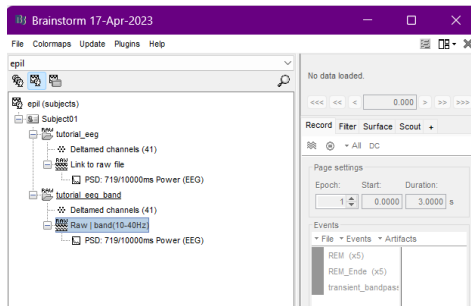 Brainstorm 17-Apr-2023
File Colormaps Update Plugins Help
epil
No data loaded.
<<< << < 0.000 > >> >>>
epil (subjects)
Subject01
tutorial_eeg
Deltamed channels (41)
RAW
Link to raw file
PSD: 719/10000ms Power (EEG)
tutorial_eeg_band
Deltamed channels (41)
RAW
Raw | band(10-40Hz)
PSD: 719/10000ms Power (EEG)
Record Filter Surface Scout +
All DC
Page settings
Epoch: Start: Duration:
1 0.0000 3.0000 s
Events
File Events Artifacts
REM (x5)
REM_Ende (x5)
transient_bandpas